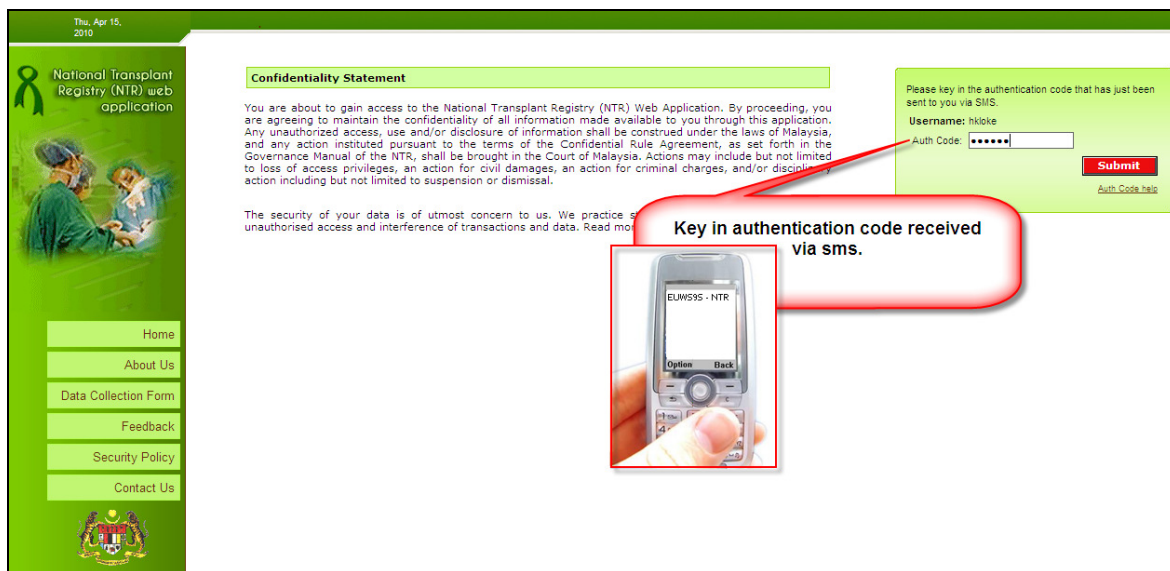 Thu, Apr 15,
2010
National Transplant
Registry (NTR) web
application
Home
About Us
Data Collection Form
Feedback
Security Policy
Contact Us
Confidentiality Statement
You are about to gain access to the National Transplant Registry (NTR) Web Application. By proceeding, you
are agreeing to maintain the confidentiality of all information made available to you through this application.
Any unauthorized access, use and/or disclosure of information shall be construed under the laws of Malaysia,
and any action instituted pursuant to the terms of the Confidential Rule Agreement, as set forth in the
Governance Manual of the NTR, shall be brought in the Court of Malaysia. Actions may include but not limited
to loss of access privileges, an action for civil damages, an action for criminal charges, and/or disciplinary
action including but not limited to suspension or dismissal.
The security of your data is of utmost concern to us. We practice
unauthorised access and interference of transactions and data. Read
Please key in the authentication code that has just been
sent to you via SMS.
Username: hkloke
Auth Code: ●●●●●●
Submit
Auth Code help
Key in authentication code received
via sms.
EUWS9S - NTR
Option Back